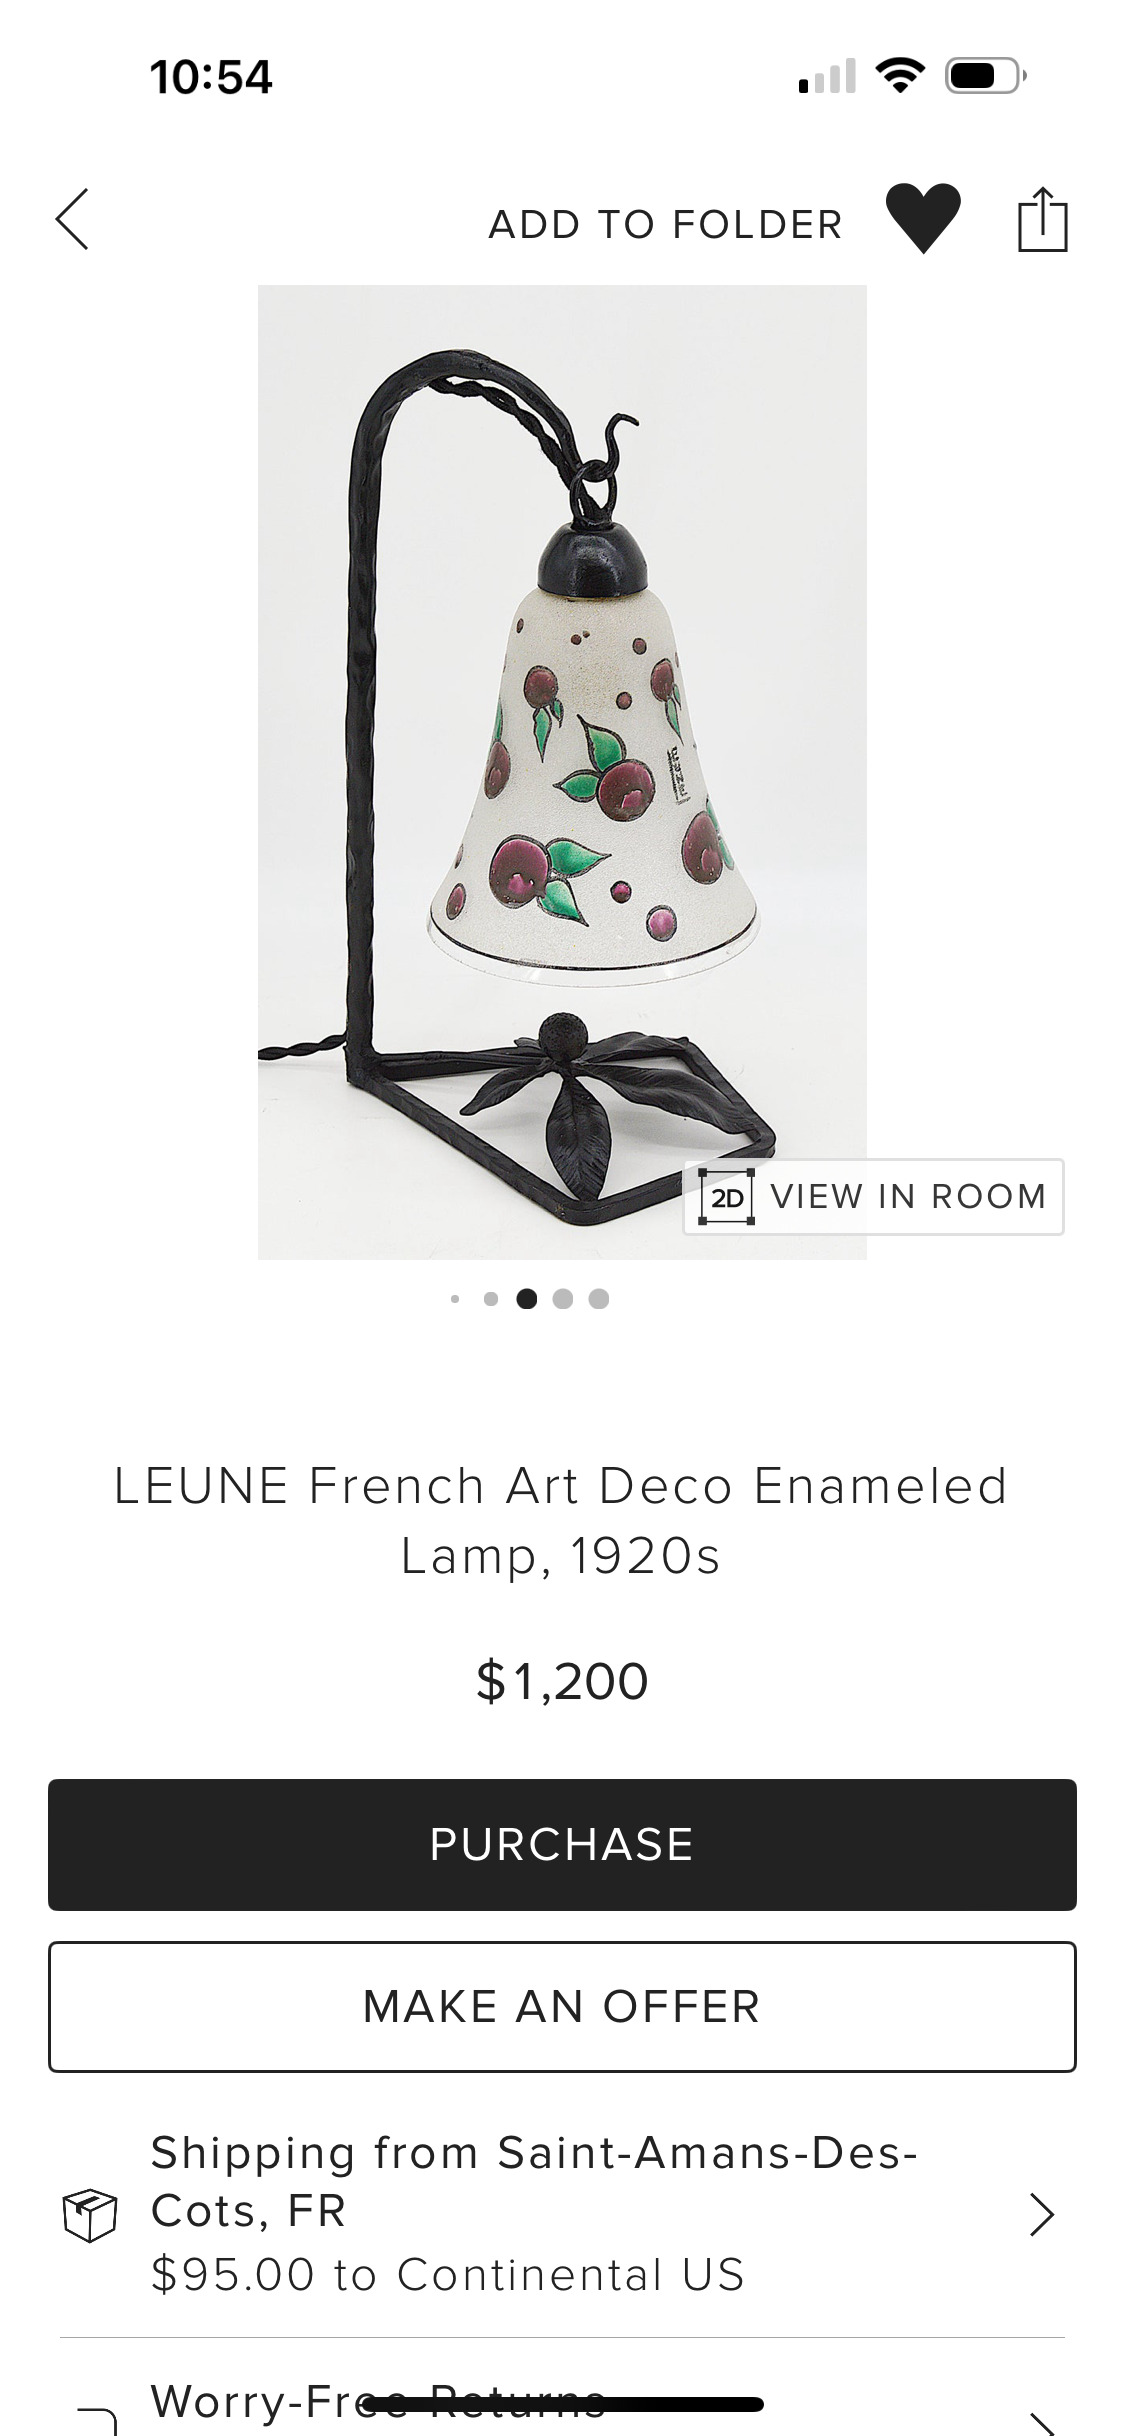 10:54
ADD TO FOLDER
2D VIEW IN ROOM
LEUNE French Art Deco Enameled
Lamp, 1920s
$1,200
PURCHASE
MAKE AN OFFER
Shipping from Saint-Amans-Des-
Cots, FR
$95.00 to Continental US
Worry-Free Returns